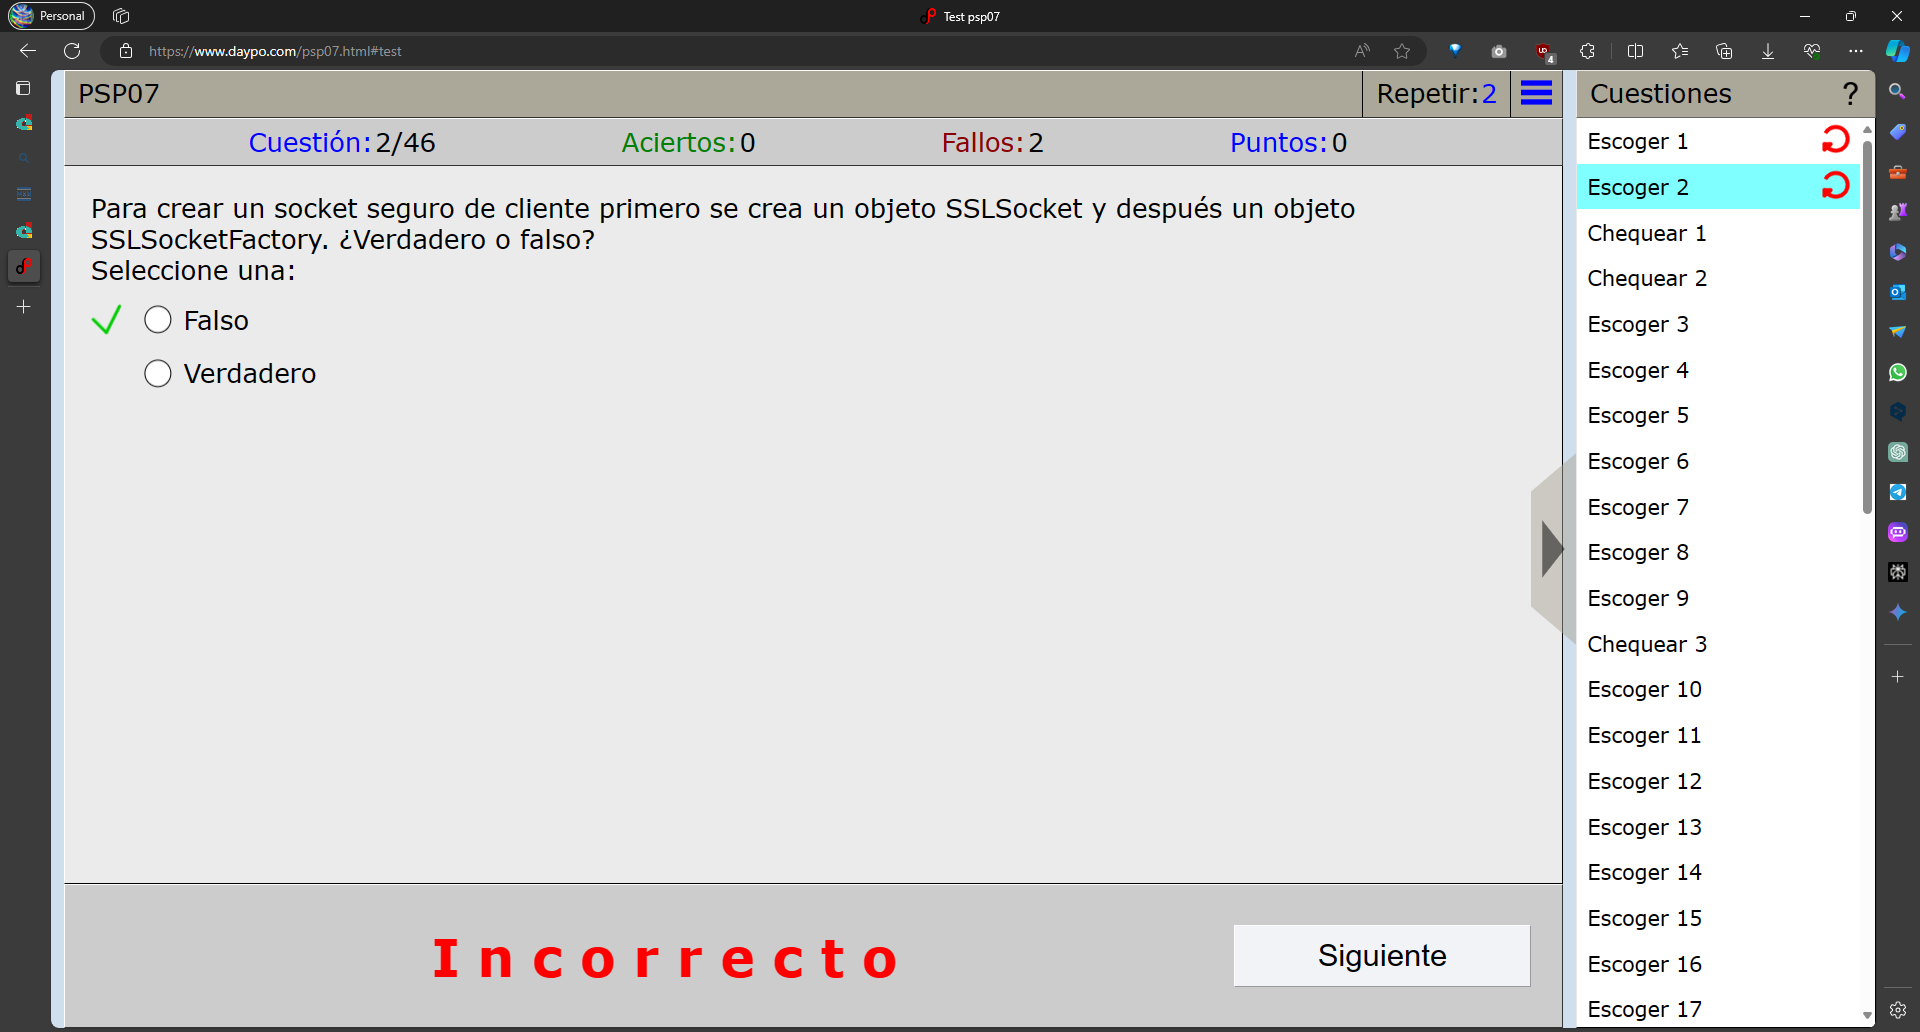 Personal
Test psp07
https://www.daypo.com/psp07.html#test
4
PSP07
Repetir:2
Cuestión:2/46
Aciertos:0
Fallos:2
Puntos:0
Para crear un socket seguro de cliente primero se crea un objeto SSLSocket y después un objeto
SSLSocketFactory. ¿Verdadero o falso?
Seleccione una:
Falso
Verdadero
Incorrecto
Siguiente
Cuestiones
?
Escoger 1
Escoger 2
Chequear 1
Chequear 2
Escoger 3
Escoger 4
Escoger 5
Escoger 6
Escoger 7
Escoger 8
Escoger 9
Chequear 3
Escoger 10
Escoger 11
Escoger 12
Escoger 13
Escoger 14
Escoger 15
Escoger 16
Escoger 17